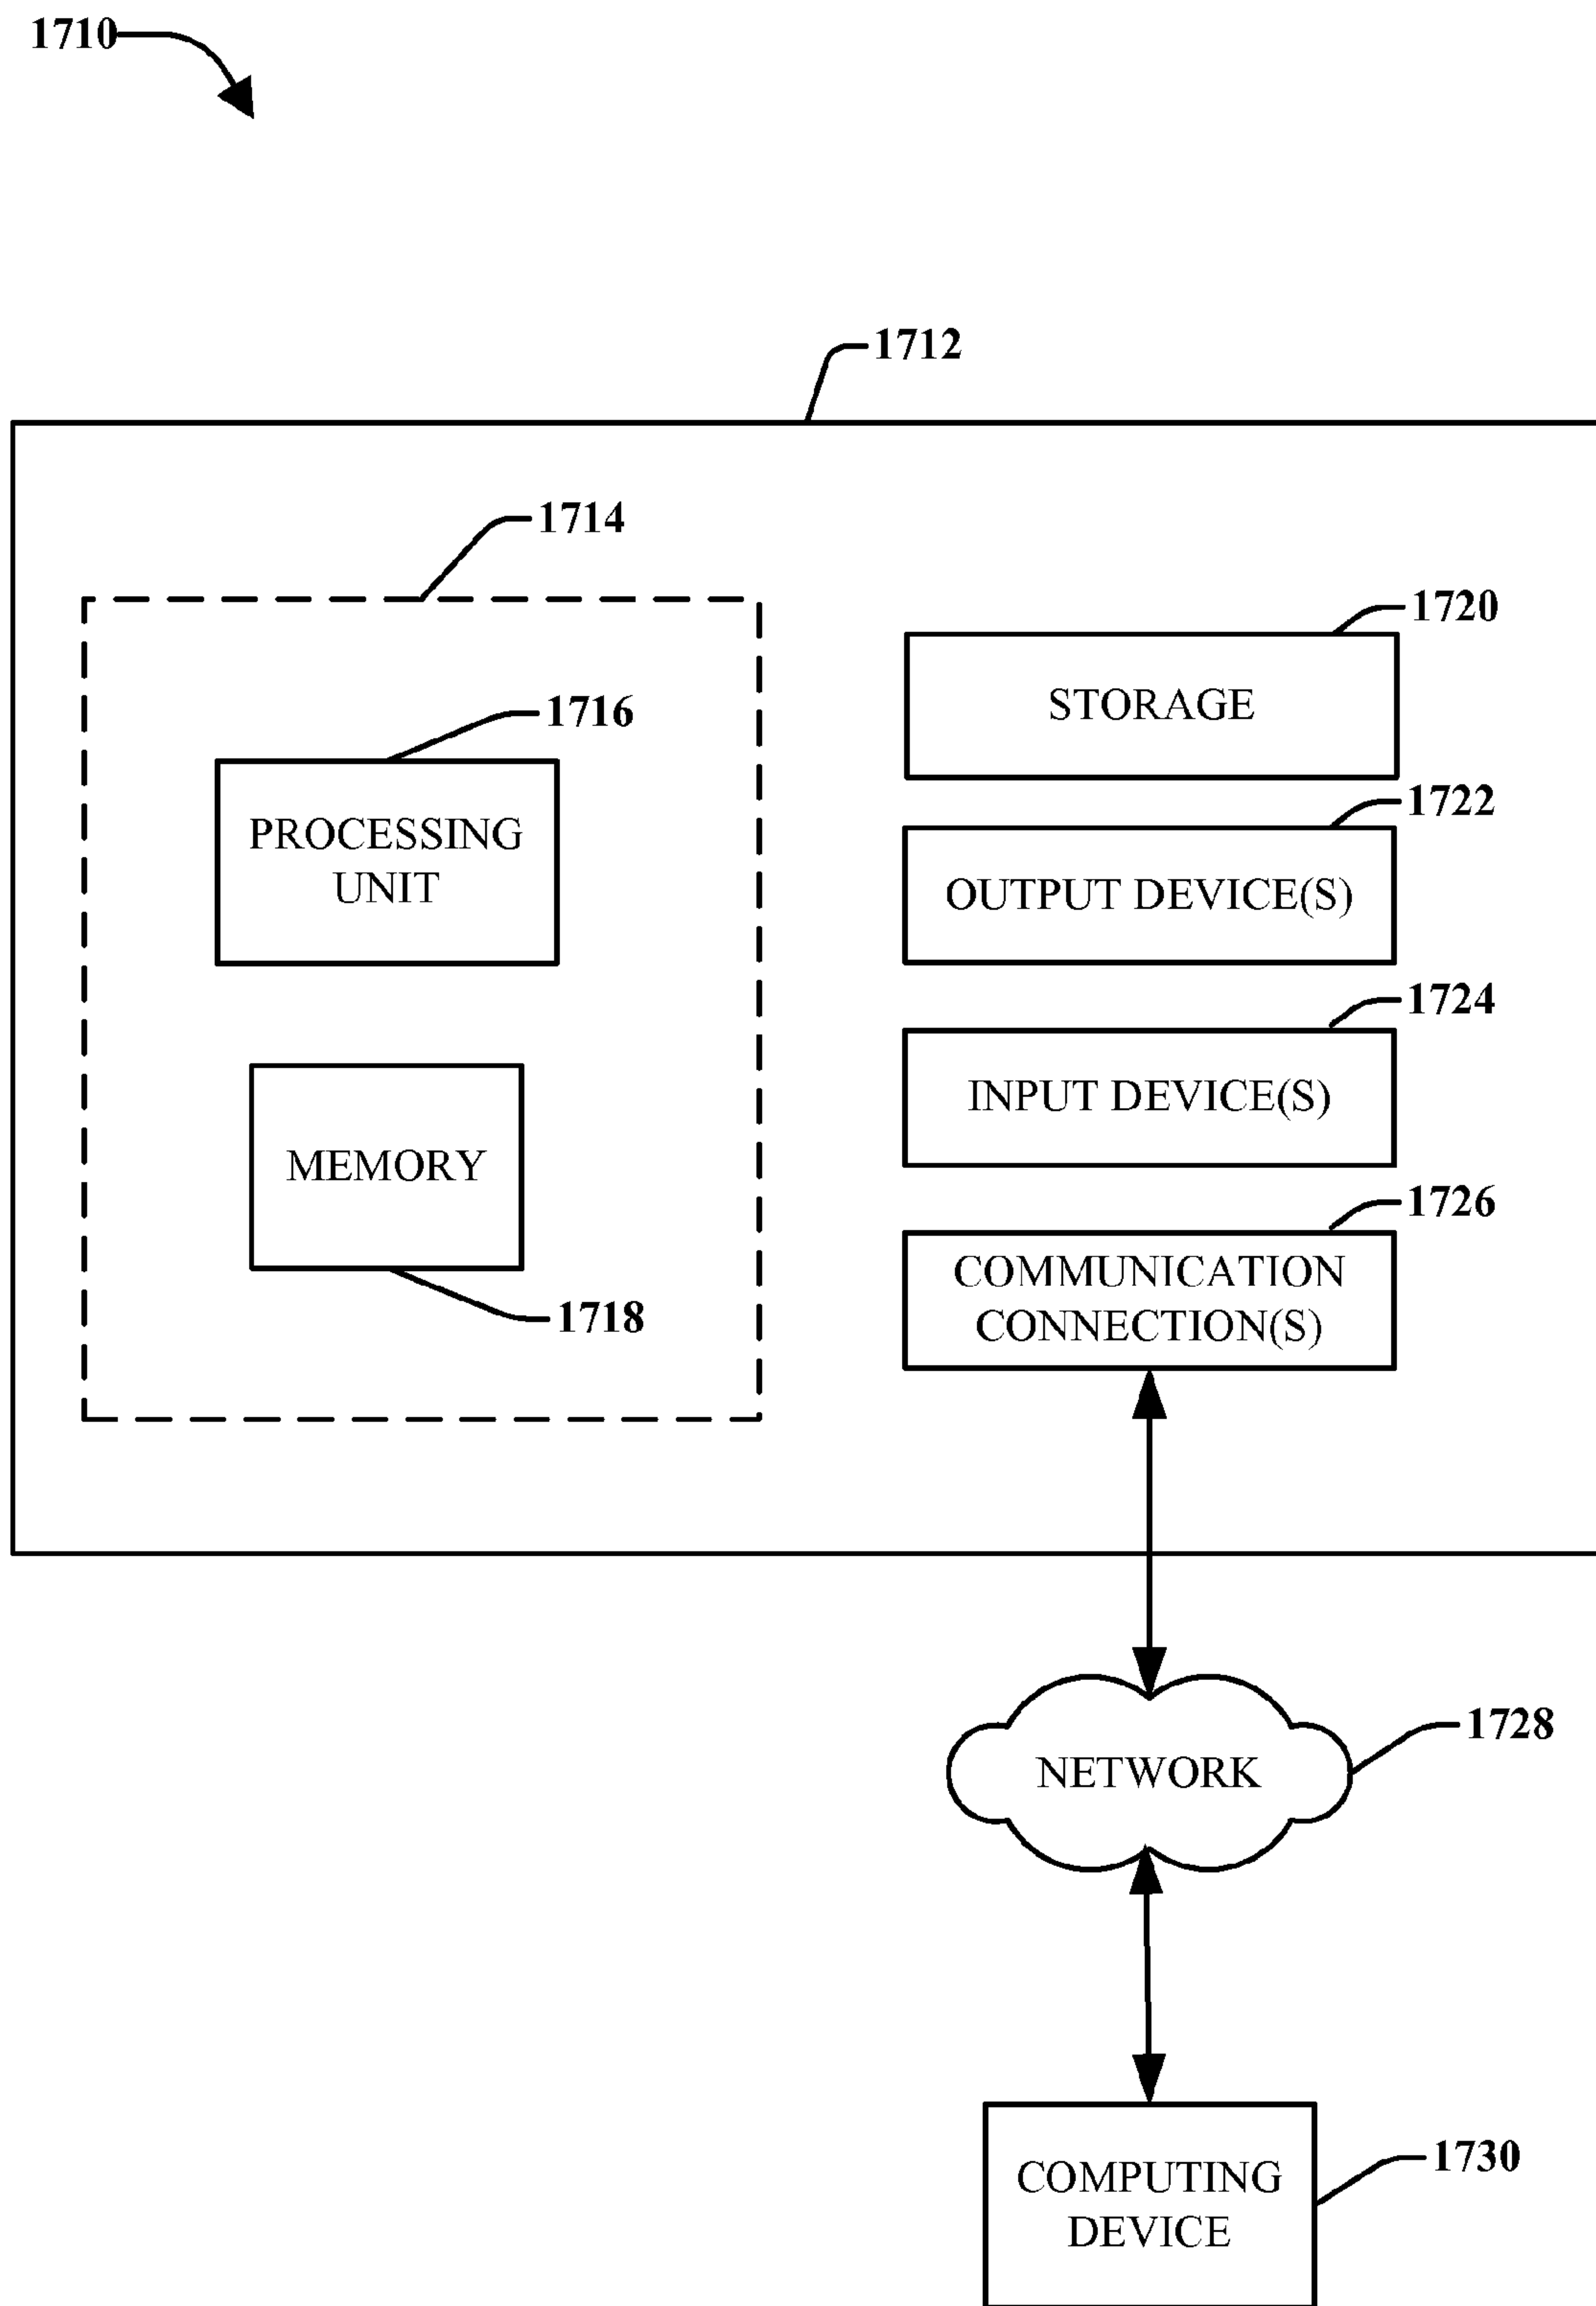 1710
1712
1714
1720
STORAGE
1716
PROCESSING
UNIT
1722
OUTPUT DEVICE(S)
1724
INPUT DEVICE(S)
MEMORY
1718
1726
COMMUNICATION
CONNECTION(S)
1728
NETWORK
1730
COMPUTING
DEVICE